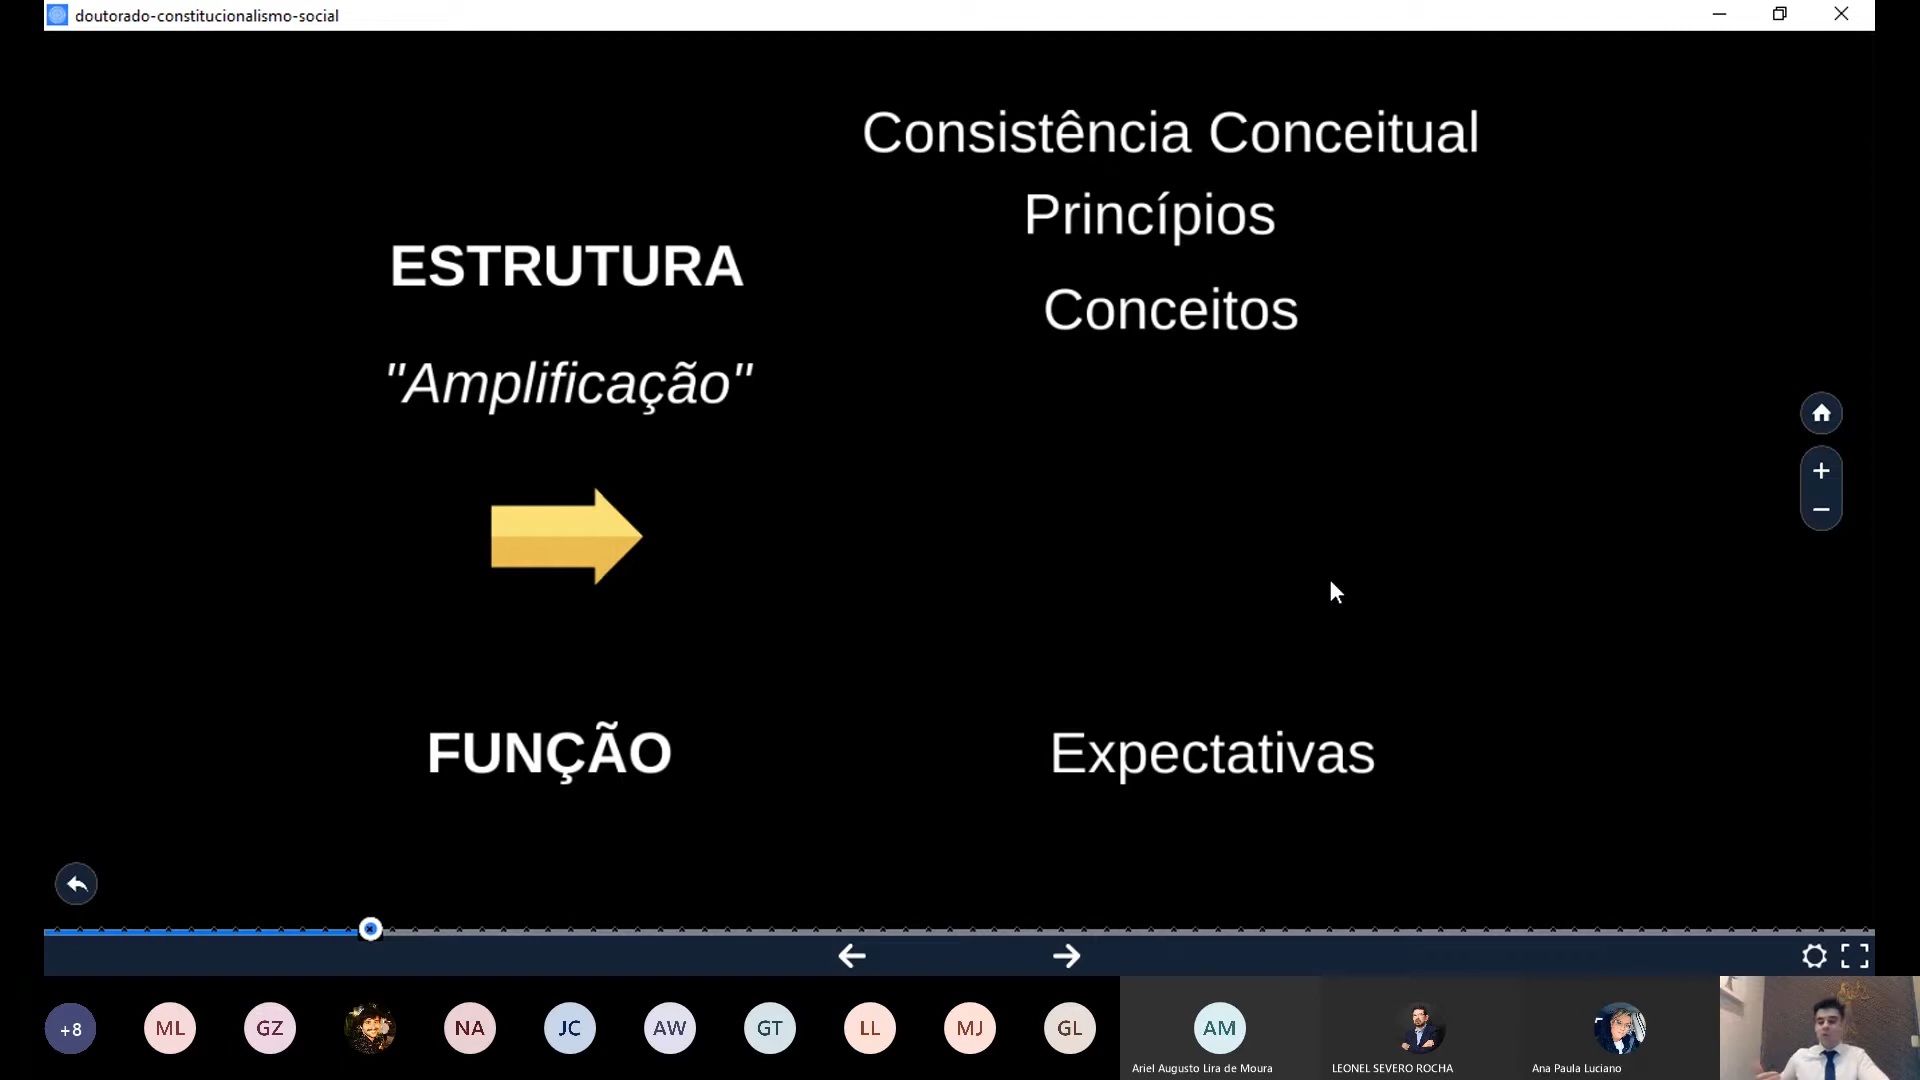 doutorado-constitucionalismo-social
Consistência Conceitual
Princípios
ESTRUTURA
Conceitos
"Amplificação"
FUNÇÃO
Expectativas
+8
ML
GZ
NA
JC
AW
GT
LL
MJ
GL
AM
Ariel Augusto Lira de Moura
LEONEL SEVERO ROCHA
Ana Paula Luciano